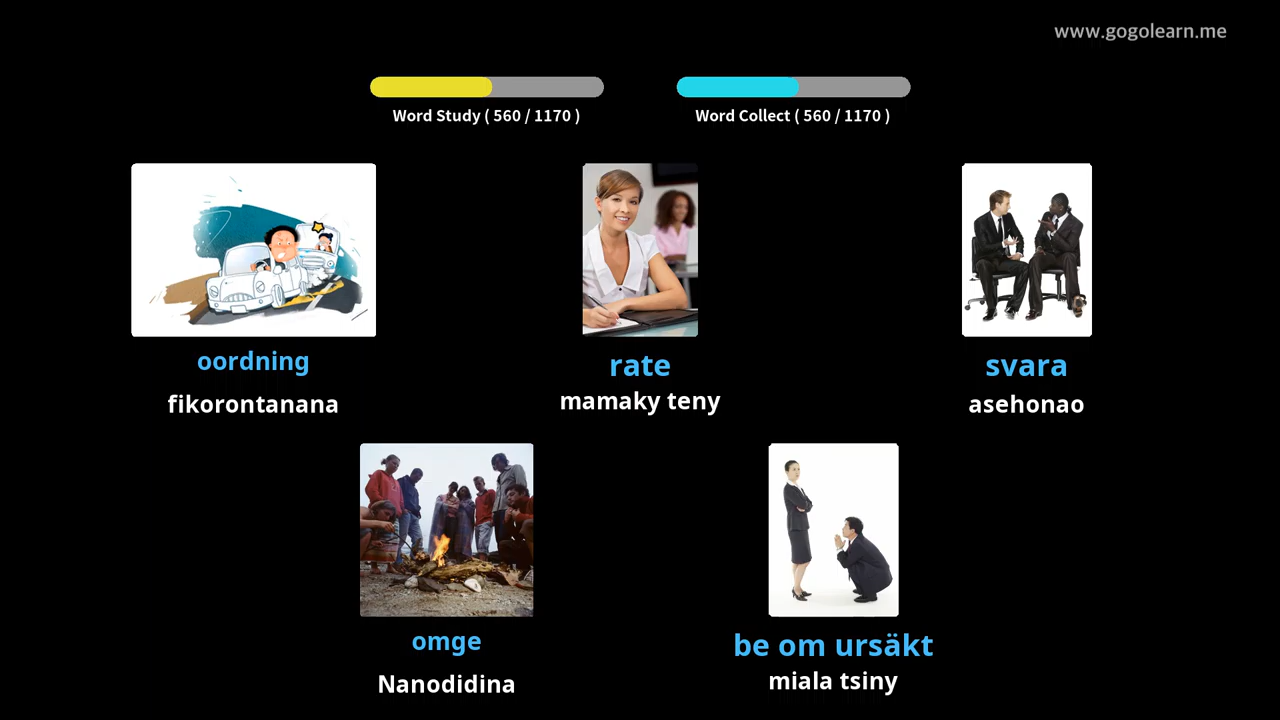 www.gogolearn.me
Word Study ( 560 / 1170 )
Word Collect ( 560 / 1170 )
oordning
rate
svara
fikorontanana
mamaky teny
asehonao
omge
be om ursäkt
Nanodidina
miala tsiny